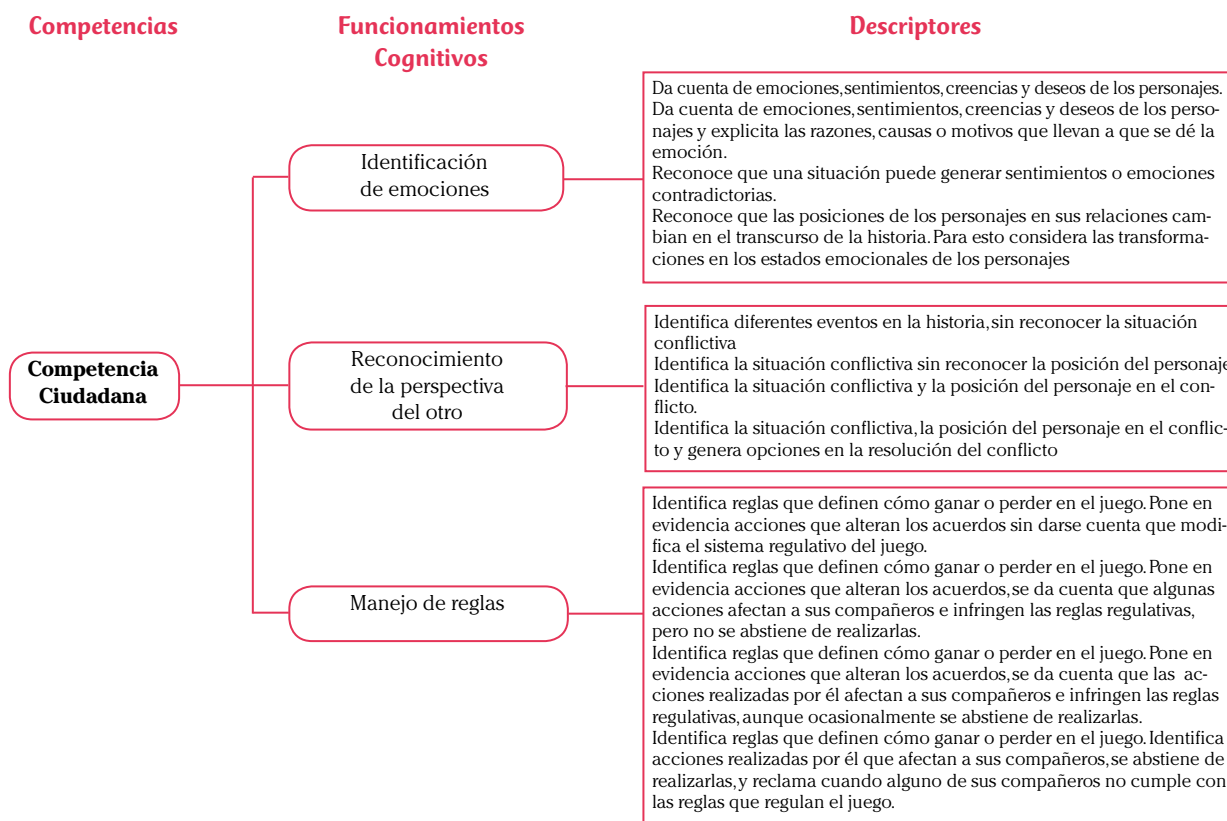 Competencias
Funcionamientos
Cognitivos
Descriptores
Competencia
Ciudadana
Identificación
de emociones
Da cuenta de emociones, sentimientos, creencias y deseos de los personajes.
Da cuenta de emociones, sentimientos, creencias y deseos de los perso-
najes y explicita las razones, causas o motivos que llevan a que se dé la
emoción.
Reconoce que una situación puede generar sentimientos o emociones
contradictorias.
Reconoce que las posiciones de los personajes en sus relaciones cam-
bian en el transcurso de la historia. Para esto considera las transforma-
ciones en los estados emocionales de los personajes
Reconocimiento
de la perspectiva
del otro
Identifica diferentes eventos en la historia, sin reconocer la situación
conflictiva
Identifica la situación conflictiva sin reconocer la posición del personaje
Identifica la situación conflictiva y la posición del personaje en el con-
flicto.
Identifica la situación conflictiva, la posición del personaje en el conflic-
to y genera opciones en la resolución del conflicto
Manejo de reglas
Identifica reglas que definen cómo ganar o perder en el juego. Pone en
evidencia acciones que alteran los acuerdos sin darse cuenta que modi-
fica el sistema regulativo del juego.
Identifica reglas que definen cómo ganar o perder en el juego. Pone en
evidencia acciones que alteran los acuerdos, se da cuenta que algunas
acciones afectan a sus compañeros e infringen las reglas regulativas,
pero no se abstiene de realizarlas.
Identifica reglas que definen cómo ganar o perder en el juego. Pone en
evidencia acciones que alteran los acuerdos, se da cuenta que las ac-
ciones realizadas por él afectan a sus compañeros e infringen las reglas
regulativas, aunque ocasionalmente se abstiene de realizarlas.
Identifica reglas que definen cómo ganar o perder en el juego. Identifica
acciones realizadas por él que afectan a sus compañeros, se abstiene de
realizarlas, y reclama cuando alguno de sus compañeros no cumple con
las reglas que regulan el juego.